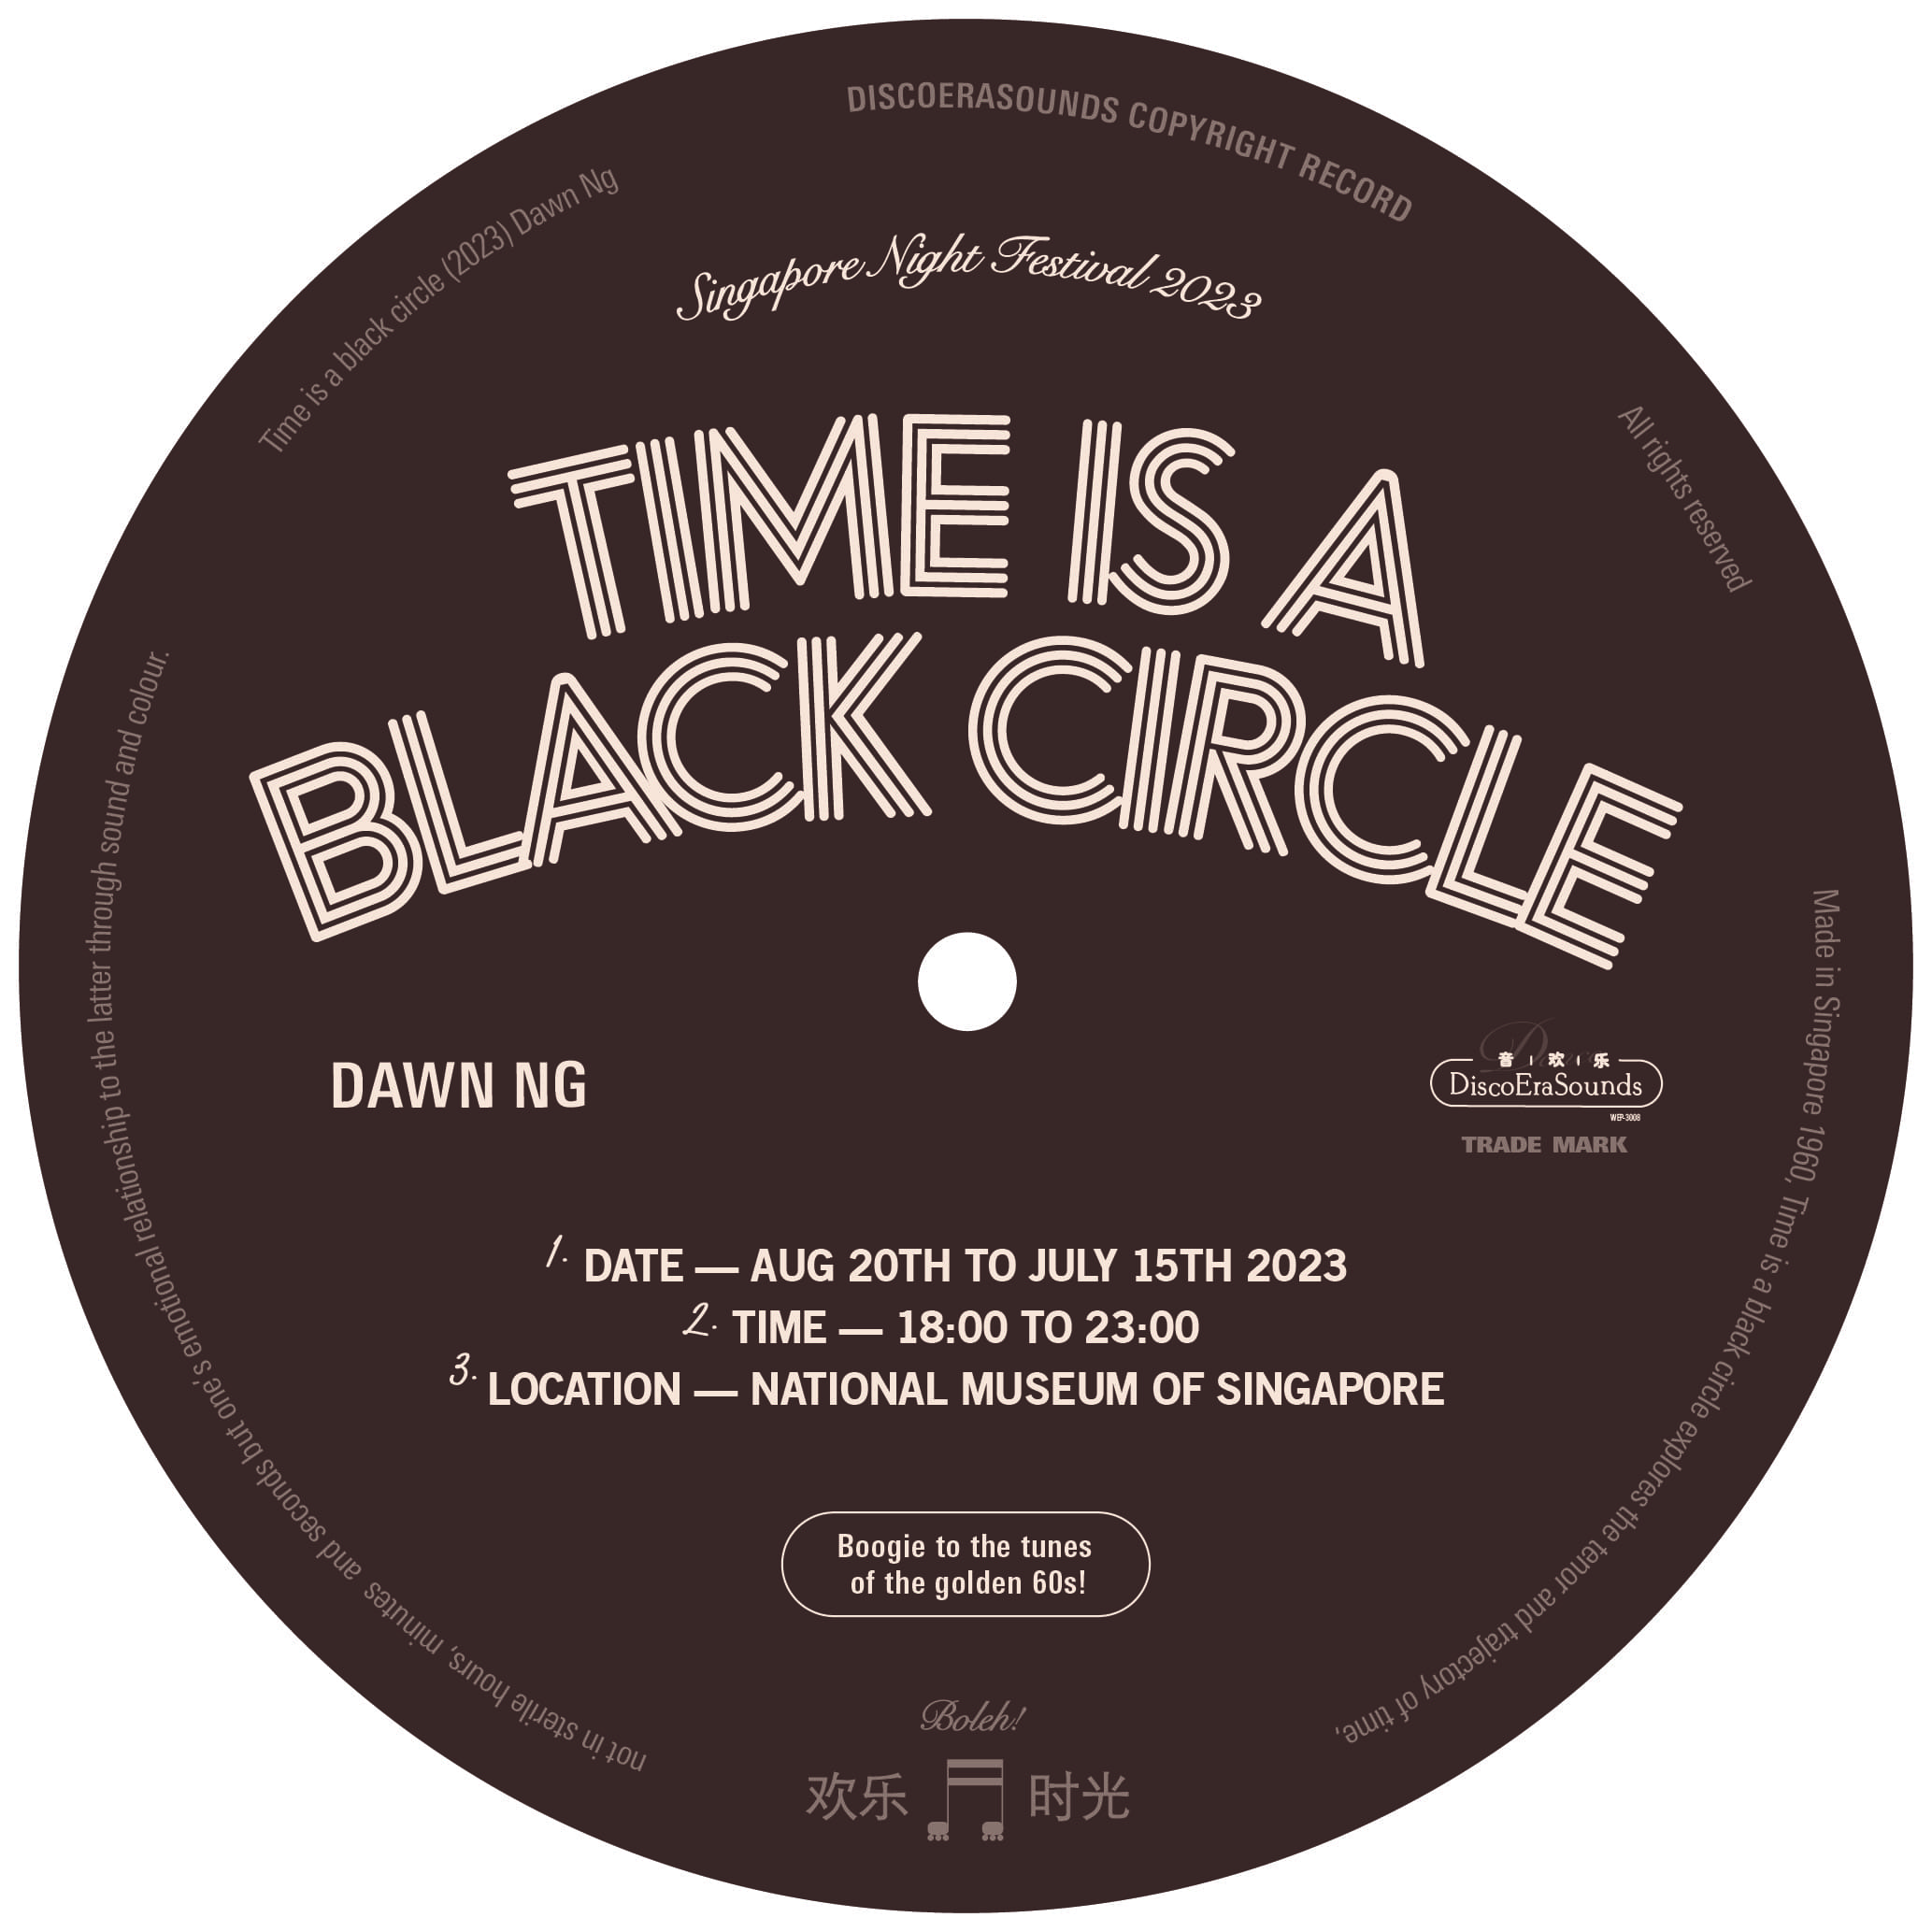 DISCOERASOUNDS COPYRIGHT RECORD
Time is a black circle (2023) Dawn Ng
Singapore Night Festival 2023
All rights reserved
TIME IS A
BLACK CIRCLE
DAWN NG
音 欢 乐
DiscoEraSounds
WEP-3008
TRADE MARK
1. DATE — AUG 20TH TO JULY 15TH 2023
2. TIME — 18:00 TO 23:00
3. LOCATION — NATIONAL MUSEUM OF SINGAPORE
Boogie to the tunes
of the golden 60s!
Made in Singapore 1960, Time is a black circle explores the tenor and trajectory of time,
not in sterile hours, minutes and seconds but one's emotional relationship to the latter through sound and colour.
Boleh!
欢乐 时光